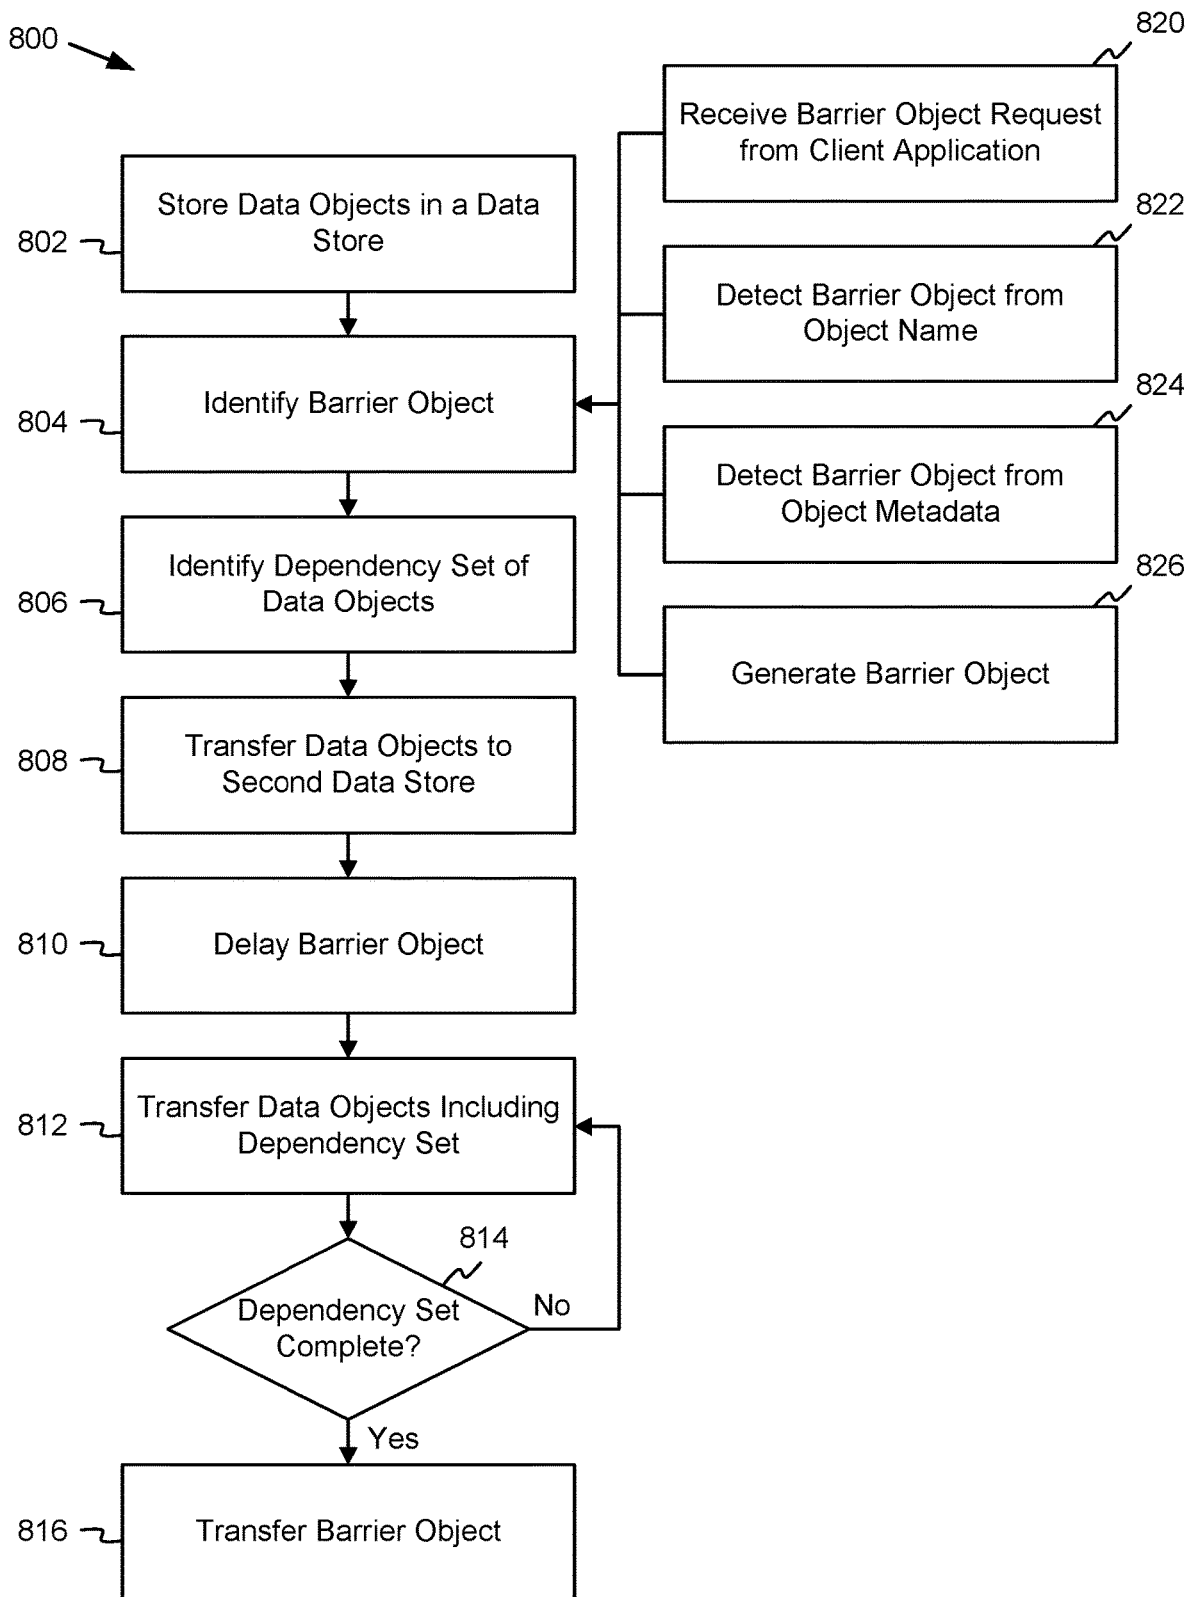 800
802
Store Data Objects in a Data
Store
804
Identify Barrier Object
806
Identify Dependency Set of
Data Objects
808
Transfer Data Objects to
Second Data Store
810
Delay Barrier Object
812
Transfer Data Objects Including
Dependency Set
814
Dependency Set
Complete?
No
Yes
816
Transfer Barrier Object
820
Receive Barrier Object Request
from Client Application
822
Detect Barrier Object from
Object Name
824
Detect Barrier Object from
Object Metadata
826
Generate Barrier Object